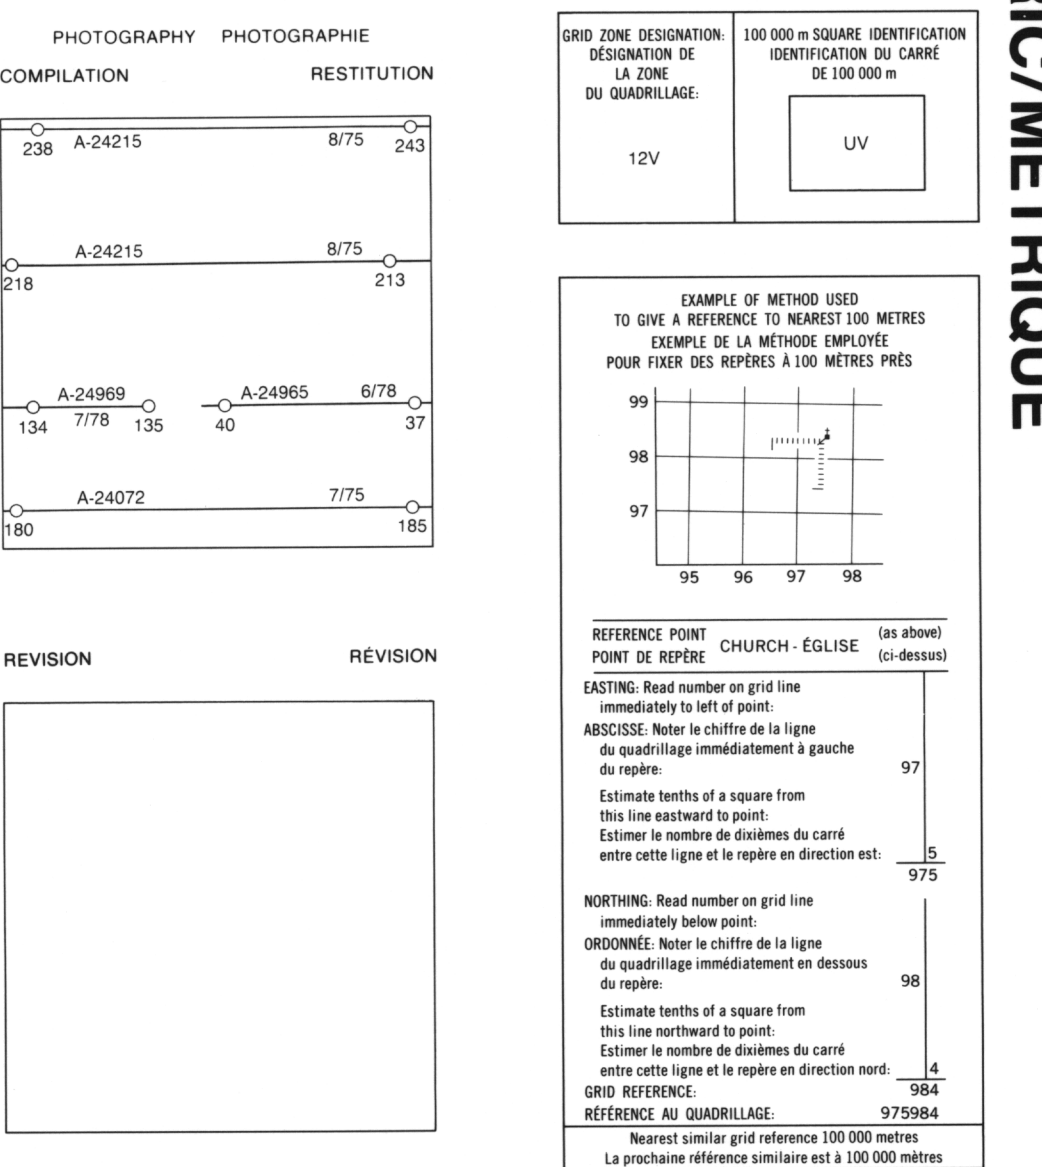 PHOTOGRAPHY PHOTOGRAPHIE
COMPILATION RESTITUTION
238 A-24215 8/75 243
A-24215 8/75
218 213
A-24969 A-24965 6/78
134 7/78 135 40 37
A-24072 7/75
180 185
REVISION RÉVISION
GRID ZONE DESIGNATION:
DÉSIGNATION DE
LA ZONE
DU QUADRILLAGE:
12V
100 000 m SQUARE IDENTIFICATION
IDENTIFICATION DU CARRÉ
DE 100 000 m
UV
EXAMPLE OF METHOD USED
TO GIVE A REFERENCE TO NEAREST 100 METRES
EXEMPLE DE LA MÉTHODE EMPLOYÉE
POUR FIXER DES REPÈRES À 100 MÈTRES PRÈS
99
98
97
95 96 97 98
REFERENCE POINT
POINT DE REPÈRE
CHURCH - ÉGLISE
(as above)
(ci-dessus)
EASTING: Read number on grid line
immediately to left of point:
ABSCISSE: Noter le chiffre de la ligne
du quadrillage immédiatement à gauche
du repère: 97
Estimate tenths of a square from
this line eastward to point:
Estimer le nombre de dixièmes du carré
entre cette ligne et le repère en direction est: 5
975
NORTHING: Read number on grid line
immediately below point:
ORDONNÉE: Noter le chiffre de la ligne
du quadrillage immédiatement en dessous
du repère: 98
Estimate tenths of a square from
this line northward to point:
Estimer le nombre de dixièmes du carré
entre cette ligne et le repère en direction nord: 4
GRID REFERENCE: 984
RÉFÉRENCE AU QUADRILLAGE: 975984
Nearest similar grid reference 100 000 metres
La prochaine référence similaire est à 100 000 mètres
RIC/MÉTRIQUE